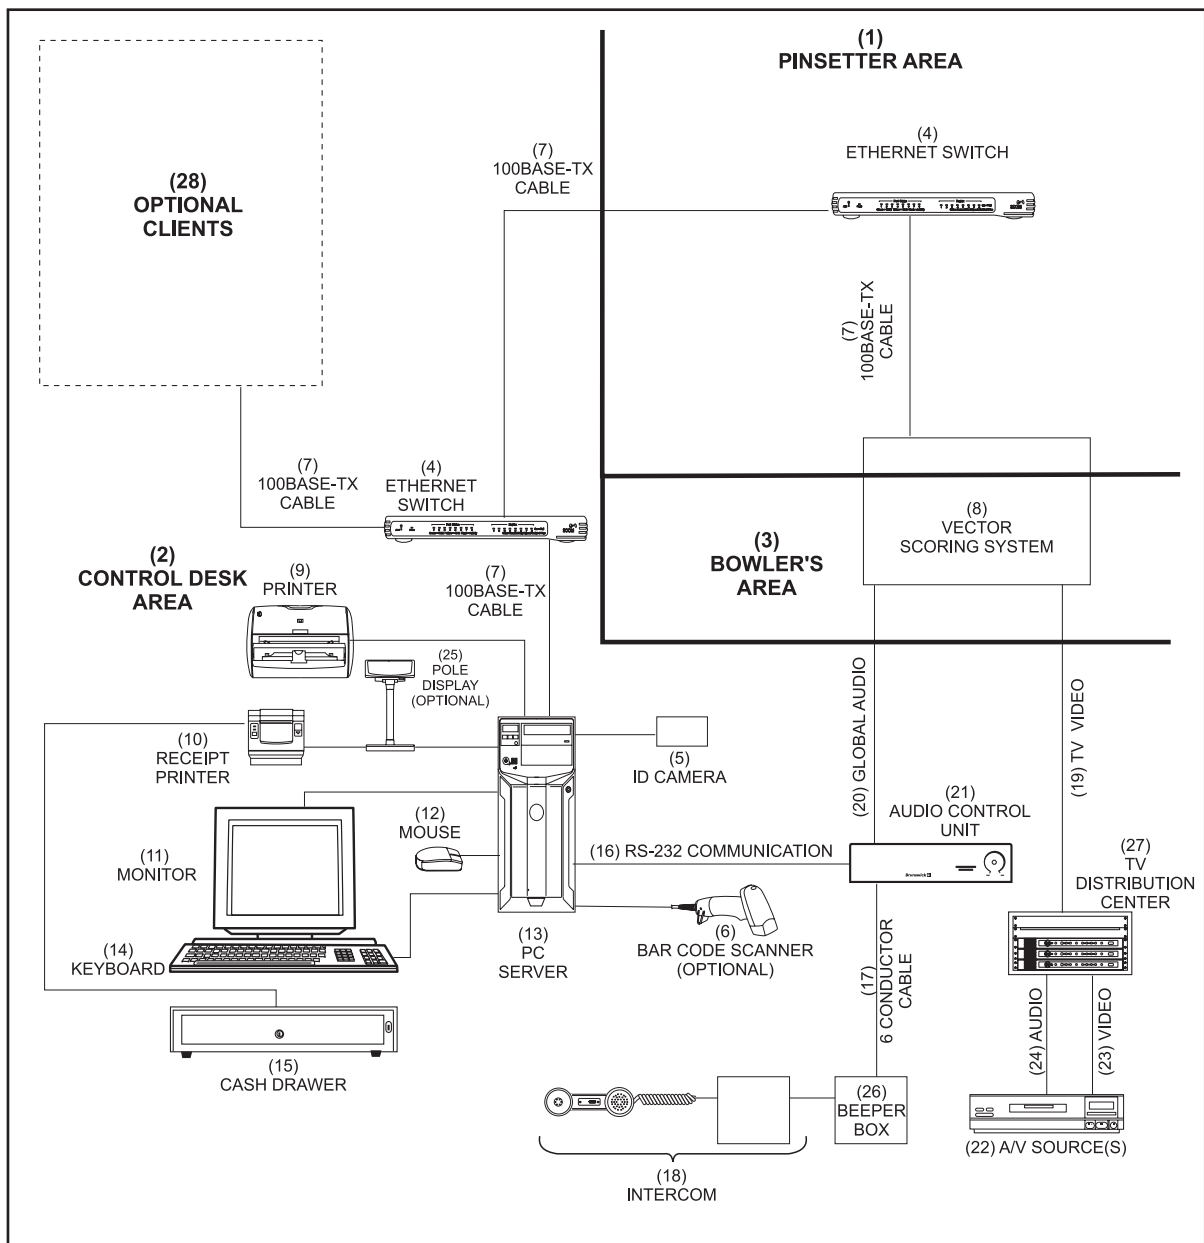 (1)
PINSETTER AREA
(4)
ETHERNET SWITCH
(7)
100BASE-TX
CABLE
(28)
OPTIONAL
CLIENTS
(7)
100BASE-TX
CABLE
(7)
100BASE-TX
CABLE
(4)
ETHERNET
SWITCH
(8)
VECTOR
SCORING SYSTEM
(3)
BOWLER'S
AREA
(2)
CONTROL DESK
AREA
(9)
PRINTER
(7)
100BASE-TX
CABLE
(25)
POLE
DISPLAY
(OPTIONAL)
(10)
RECEIPT
PRINTER
(5)
ID CAMERA
(20) GLOBAL AUDIO
(19) TV VIDEO
(21)
AUDIO CONTROL
UNIT
(12)
MOUSE
(11)
MONITOR
(16) RS-232 COMMUNICATION
Brunswick
(27)
TV
DISTRIBUTION
CENTER
(14)
KEYBOARD
(13)
PC
SERVER
(6)
BAR CODE SCANNER
(OPTIONAL)
(17)
6 CONDUCTOR
CABLE
(24) AUDIO
(23) VIDEO
(15)
CASH DRAWER
(26)
BEEPER
BOX
(22) A/V SOURCE(S)
(18)
INTERCOM